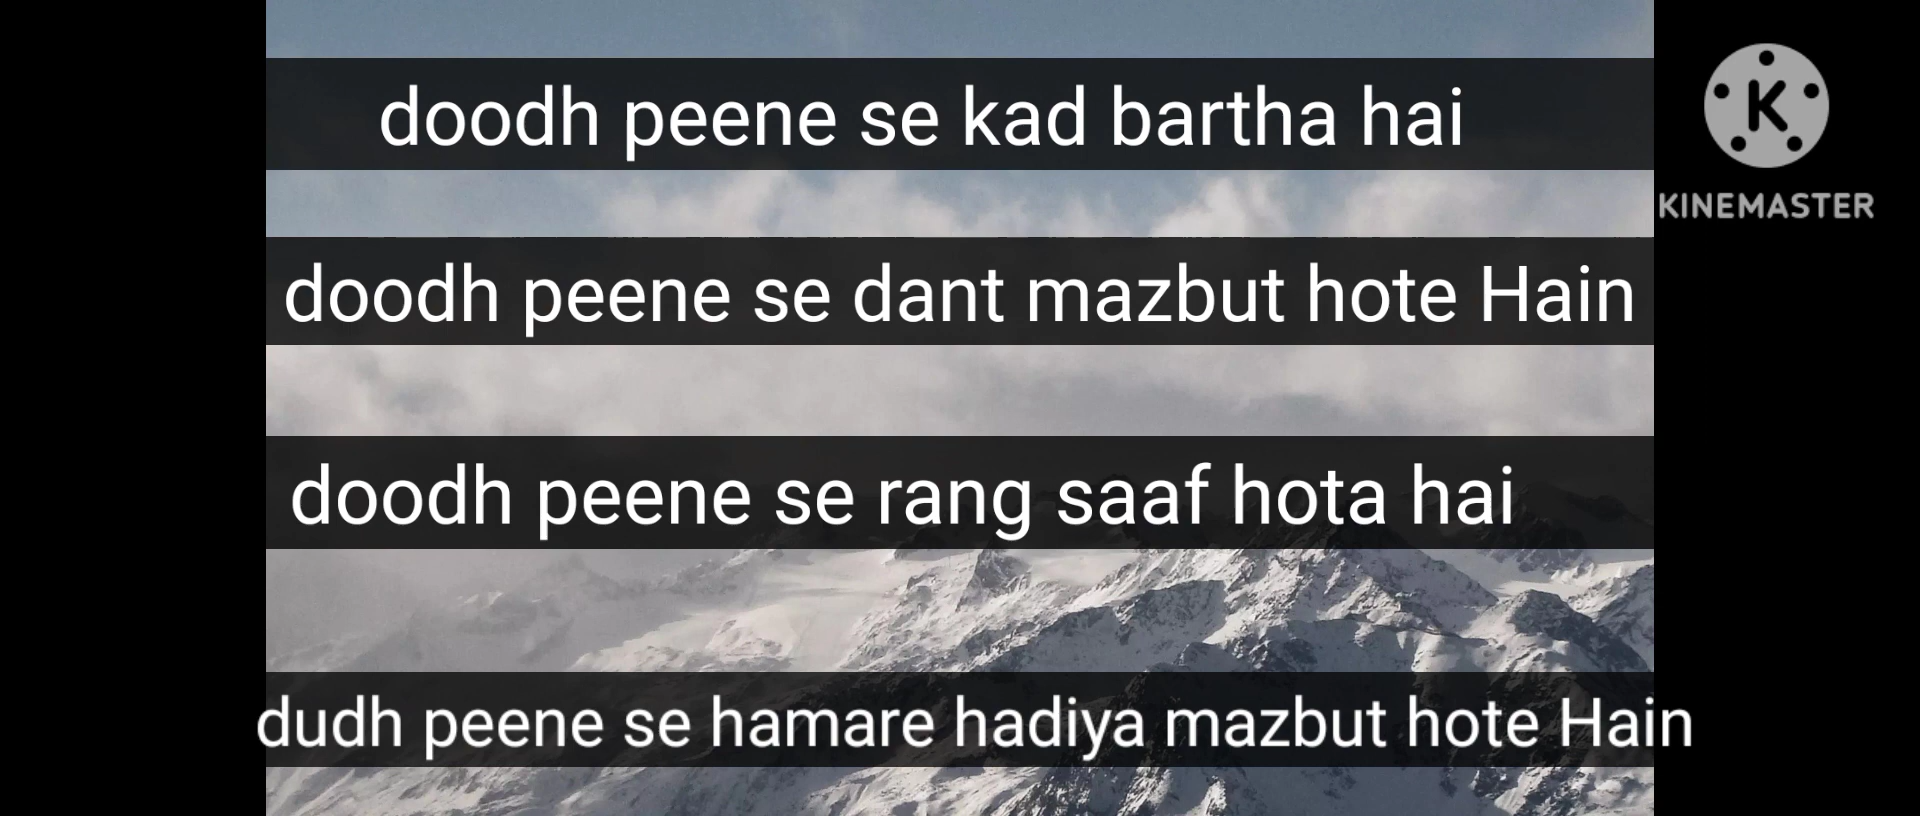 doodh peene se kad bartha hai
K
KINEMASTER
doodh peene se dant mazbut hote Hain
doodh peene se rang saaf hota hai
dudh peene se hamare hadiya mazbut hote Hain